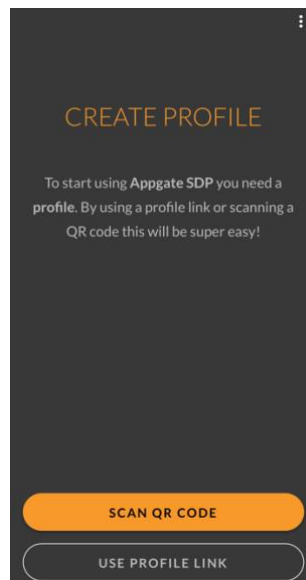 CREATE PROFILE
To start using Appgate SDP you need a
profile. By using a profile link or scanning a
QR code this will be super easy!
SCAN QR CODE
USE PROFILE LINK